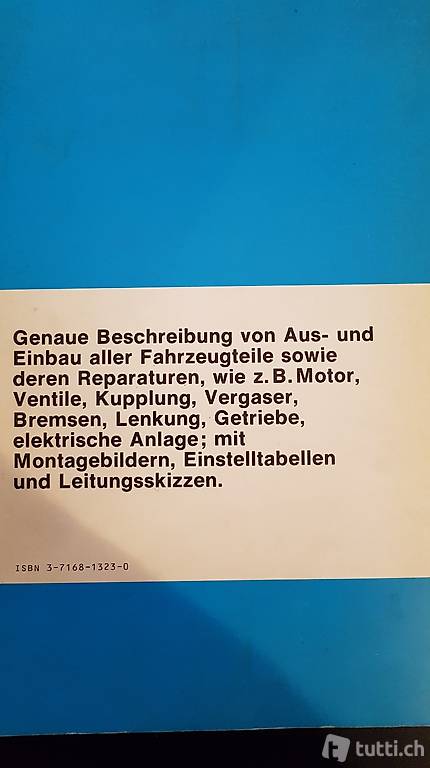 Genaue Beschreibung von Aus- und
Einbau aller Fahrzeugteile sowie
deren Reparaturen, wie z.B. Motor,
Ventile, Kupplung, Vergaser,
Bremsen, Lenkung, Getriebe,
elektrische Anlage; mit
Montagebildern, Einstelltabellen
und Leitungsskizzen.
ISBN 3-7168-1323-0
tutti.ch